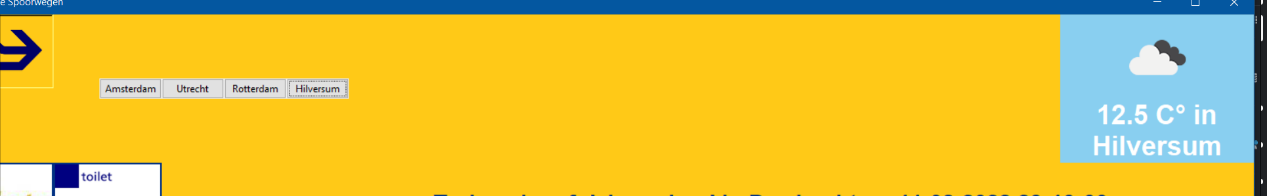 e Spoorwegen
Amsterdam Utrecht Rotterdam Hilversum
12.5 C° in
Hilversum
toilet